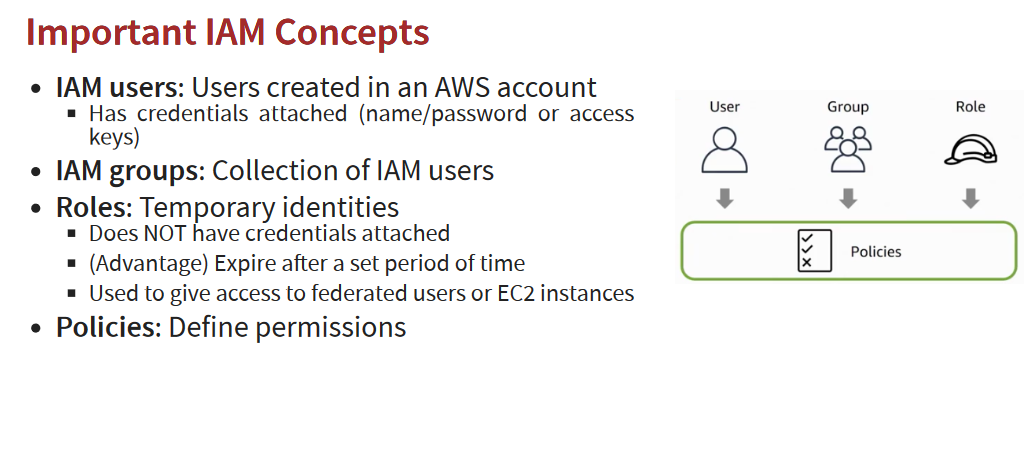 Important IAM Concepts
• IAM users: Users created in an AWS account
▪ Has credentials attached (name/password or access
keys)
• IAM groups: Collection of IAM users
• Roles: Temporary identities
▪ Does NOT have credentials attached
▪ (Advantage) Expire after a set period of time
▪ Used to give access to federated users or EC2 instances
• Policies: Define permissions
User Group Role
Policies